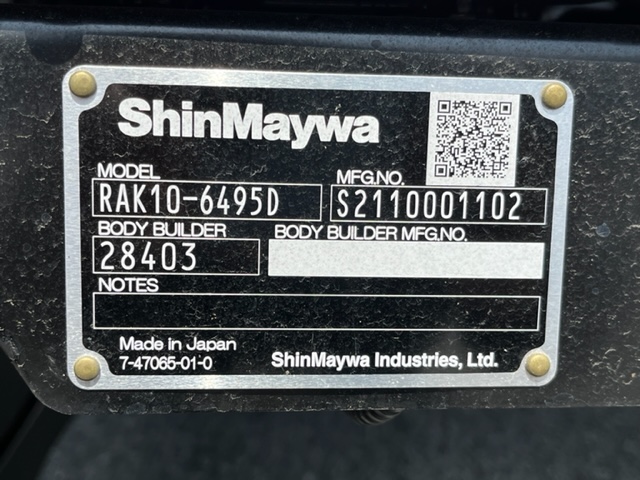 ShinMaywa
MODEL
MFG.NO.
RAK10-6495D
S2110001102
BODY BUILDER
BODY BUILDER MFG.NO.
28403
NOTES
Made in Japan
7-47065-01-0
ShinMaywa Industries, Ltd.